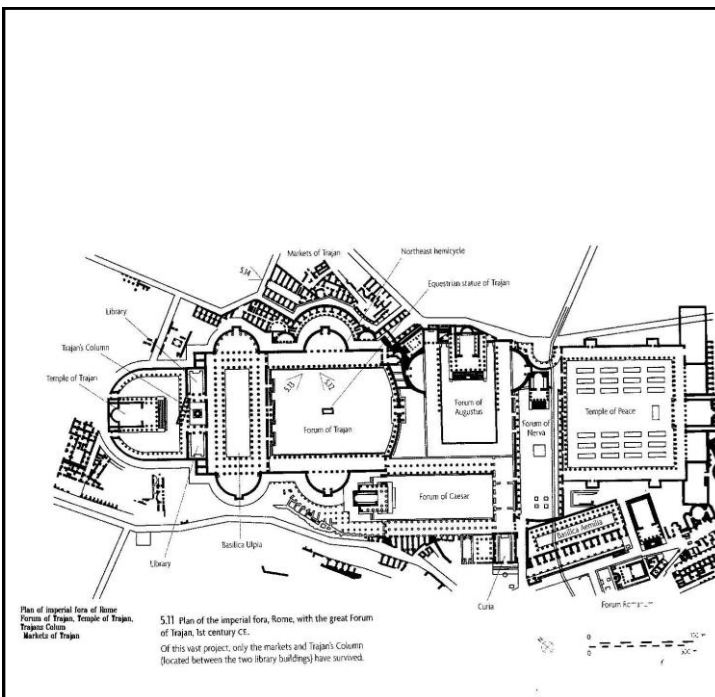 Markets of Trajan
Northeast hemicycle
5.14
Equestrian statue of Trajan
Library
Trajan's Column
Temple of Trajan
5.13
5.12
Forum of Trajan
Forum of
Augustus
Forum of
Nerva
Temple of Peace
Forum of Caesar
Basilica Aemilia
Basilica Ulpia
Library
Curia
Forum Romanum
Plan of imperial fora of Rome
Forum of Trajan, Temple of Trajan,
Trajans Colum
Markets of Trajan
5.11 Plan of the imperial fora, Rome, with the great Forum
of Trajan, 1st century CE.
Of this vast project, only the markets and Trajan's Column
(located between the two library buildings) have survived.
0
0